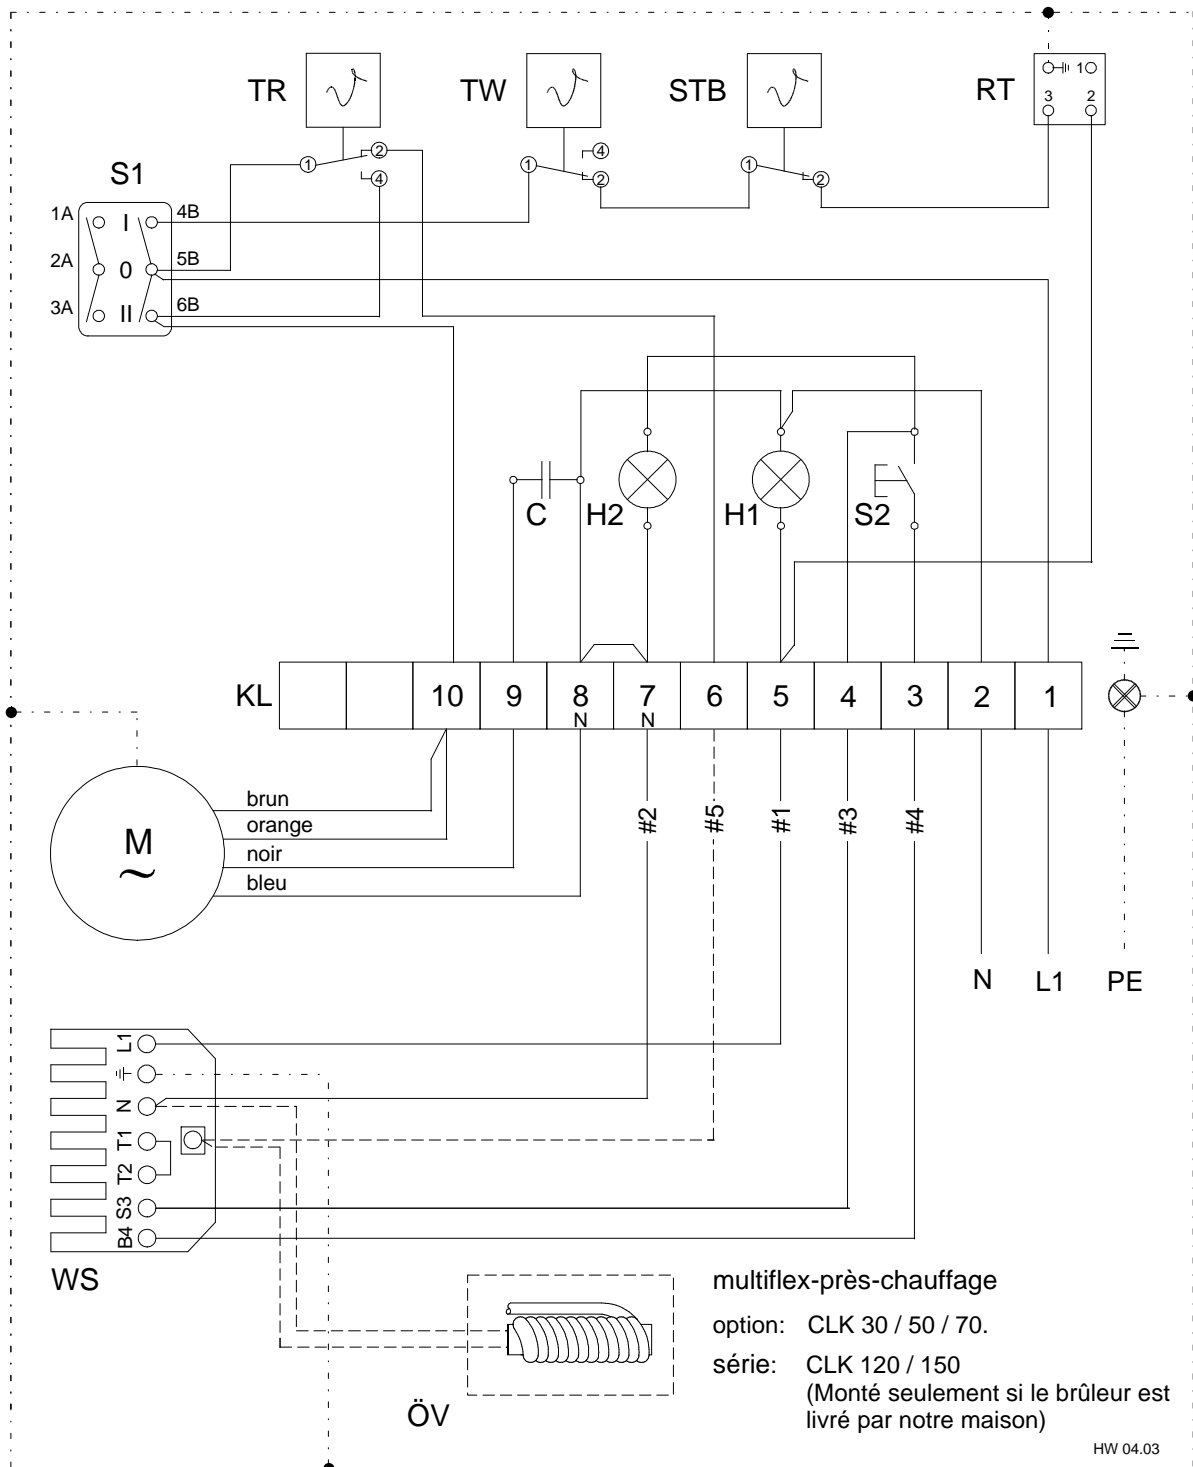 TR
TW
STB
RT
1
3 2
1
2
4
1
4
2
1
2
S1
1A I 4B
2A 0 5B
3A II 6B
C
H2
H1
S2
KL 10 9 8 7 6 5 4 3 2 1
N N
M
~
brun
orange
noir
bleu
#2 #5 #1 #3 #4
N L1 PE
L1
N
T1
T2
S3
B4
WS
ÖV
multiflex-près-chauffage
option: CLK 30 / 50 / 70.
série: CLK 120 / 150
(Monté seulement si le brûleur est
livré par notre maison)
HW 04.03